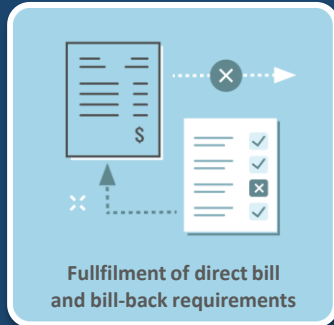 $
Fullfilment of direct bill
and bill-back requirements